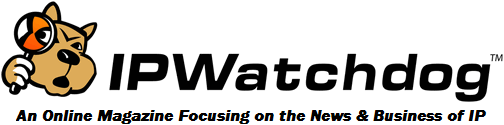 IPWatchdog™
An Online Magazine Focusing on the News & Business of IP